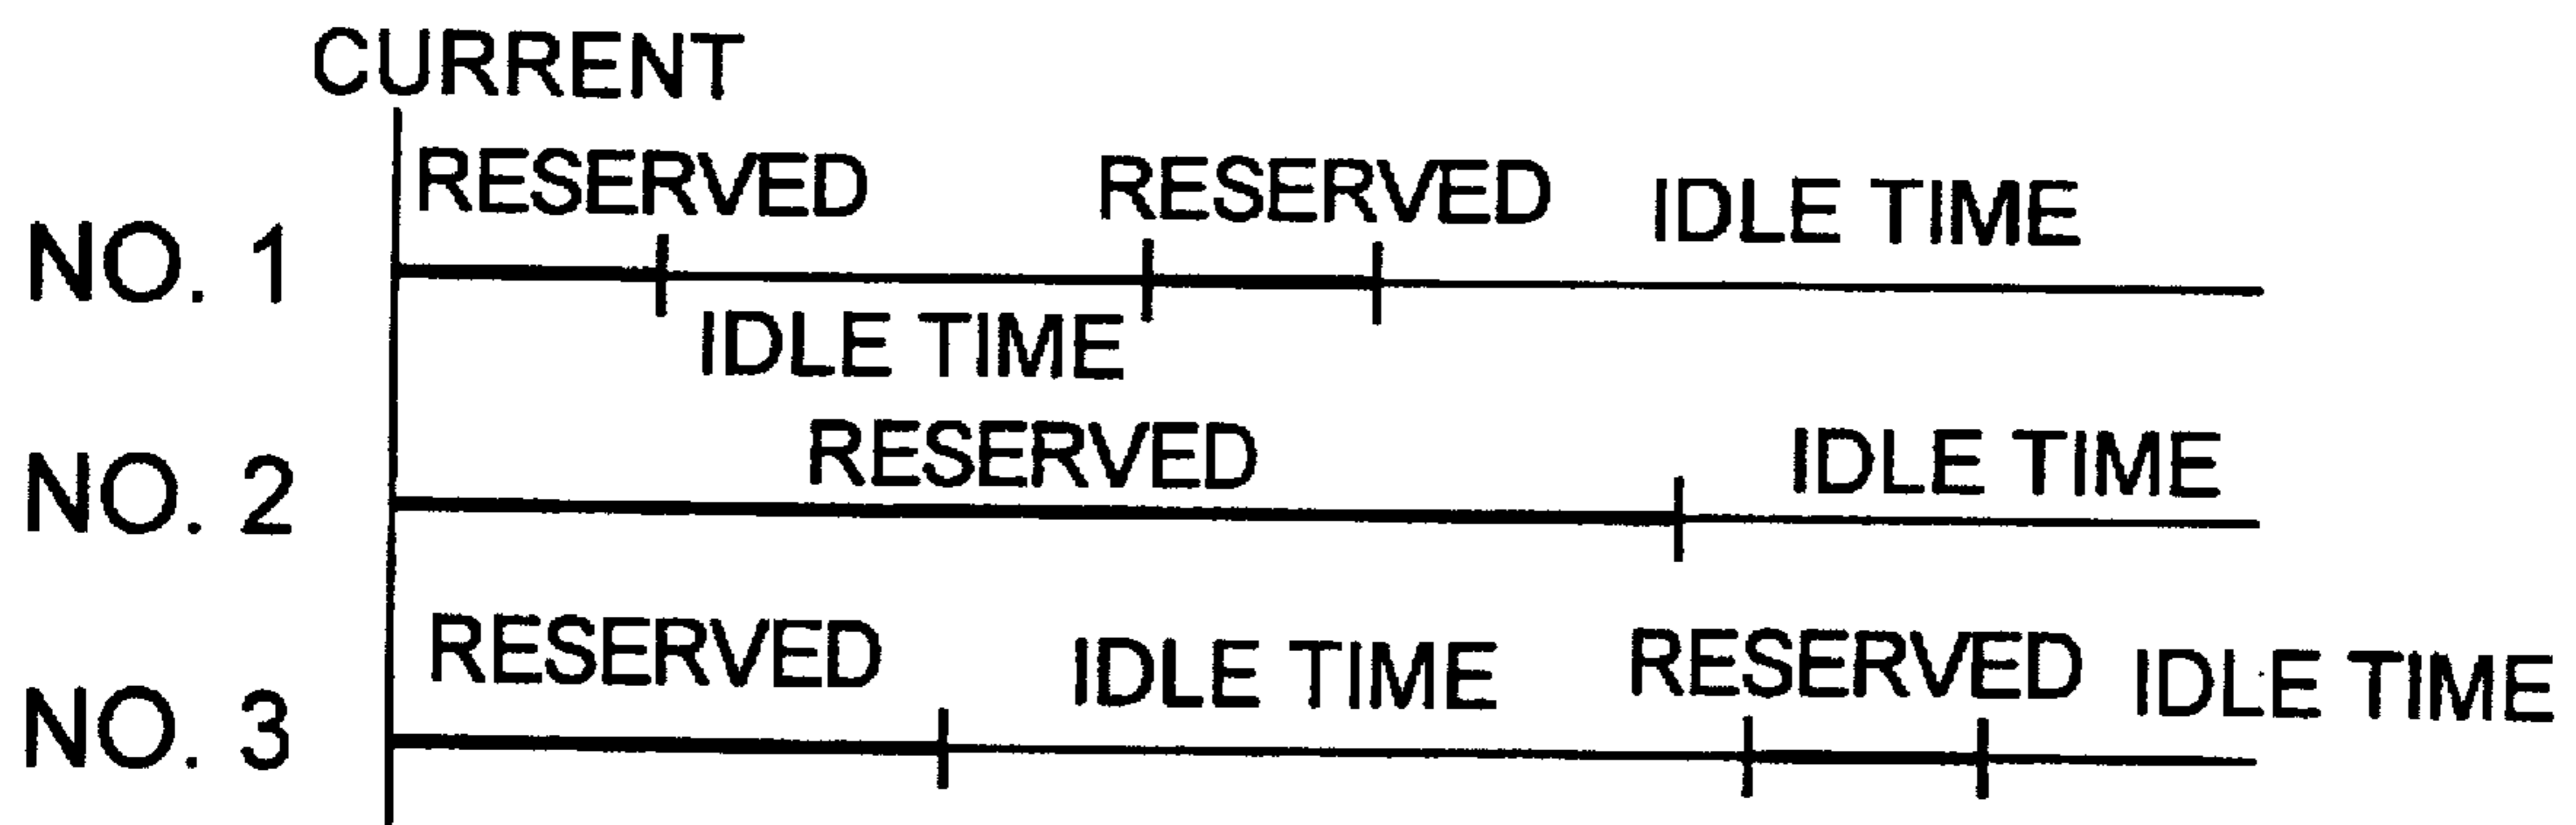 CURRENT
RESERVED RESERVED IDLE TIME
NO. 1
IDLE TIME
RESERVED IDLE TIME
NO. 2
RESERVED IDLE TIME RESERVED IDLE TIME
NO. 3